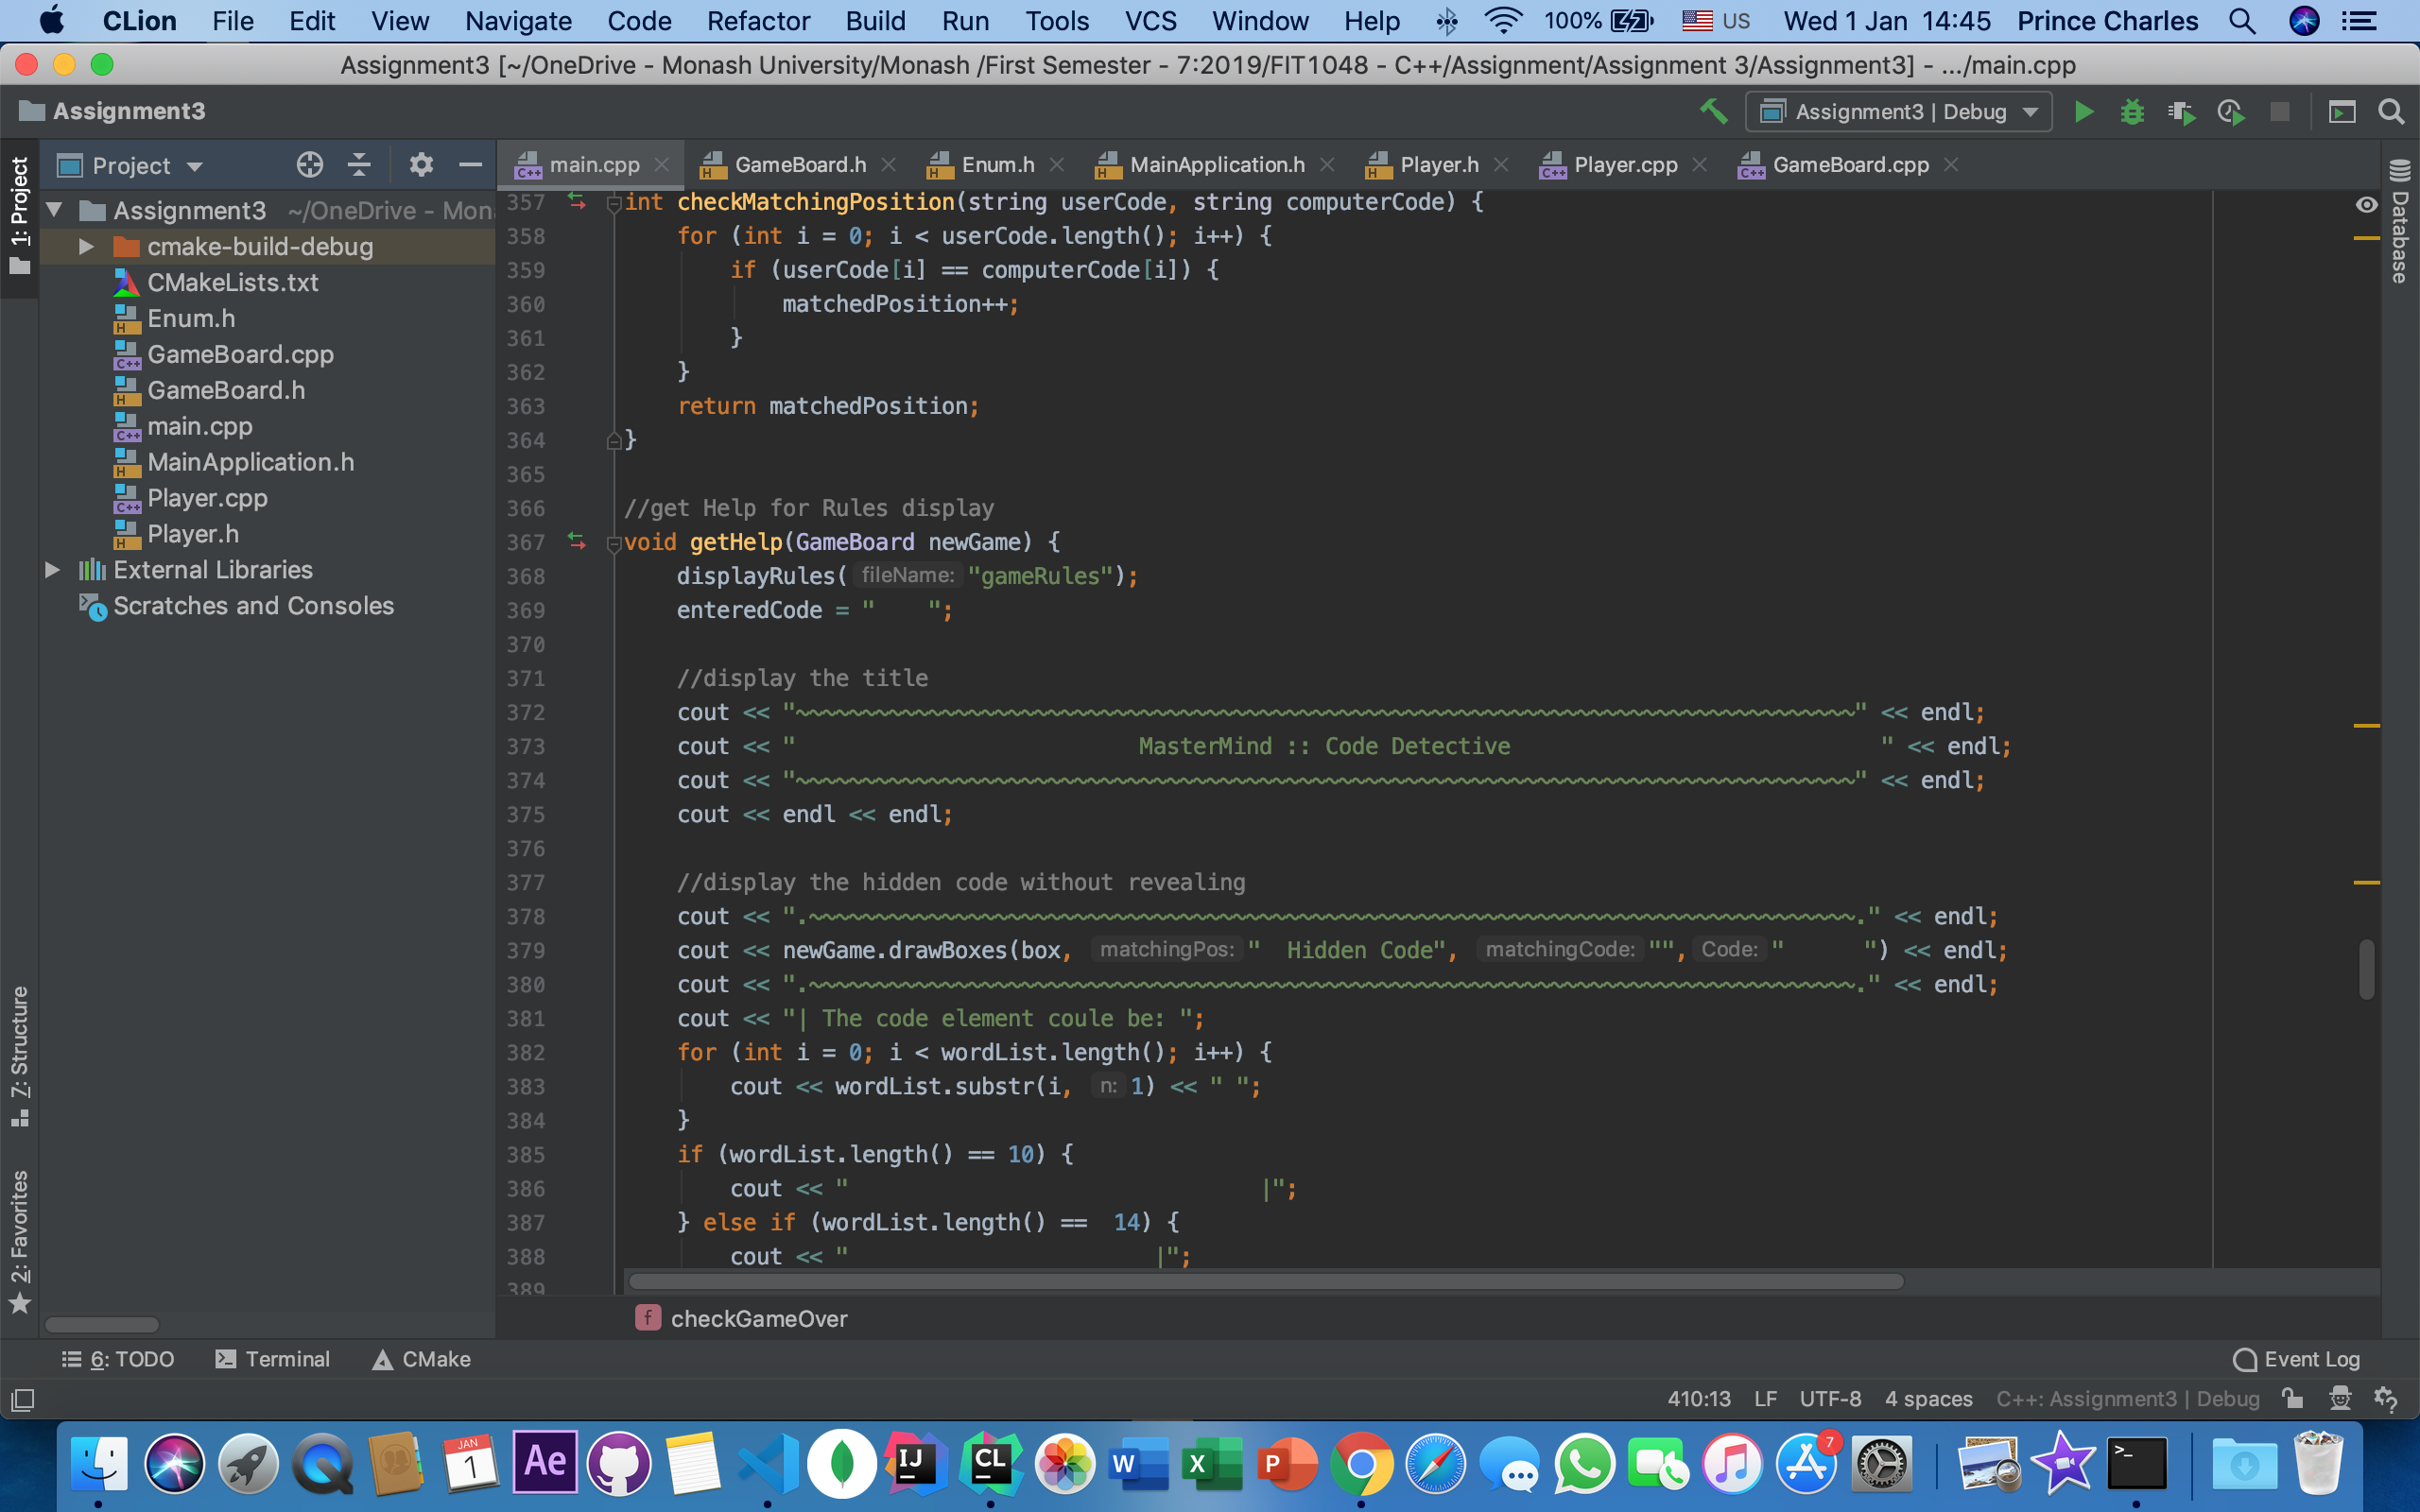 CLion File Edit View Navigate Code Refactor Build Run Tools VCS Window Help 100% US Wed 1 Jan 14:45 Prince Charles
Assignment3 [~/OneDrive - Monash University/Monash /First Semester - 7:2019/FIT1048 - C++/Assignment/Assignment 3/Assignment3] - .../main.cpp
Assignment3 Assignment3 | Debug
1: Project
Project
Assignment3 ~/OneDrive - Mon
cmake-build-debug
CMakeLists.txt
Enum.h
GameBoard.cpp
GameBoard.h
main.cpp
MainApplication.h
Player.cpp
Player.h
External Libraries
Scratches and Consoles
7: Structure
2: Favorites
main.cpp GameBoard.h Enum.h MainApplication.h Player.h Player.cpp GameBoard.cpp
357 int checkMatchingPosition(string userCode, string computerCode) {
358 for (int i = 0; i < userCode.length(); i++) {
359 if (userCode[i] == computerCode[i]) {
360 matchedPosition++;
361 }
362 }
363 return matchedPosition;
364 }
365
366 //get Help for Rules display
367 void getHelp(GameBoard newGame) {
368 displayRules( fileName: "gameRules");
369 enteredCode = "    ";
370
371 //display the title
372 cout << "~~~~~~~~~~~~~~~~~~~~~~~~~~~~~~~~~~~~~~~~~~~~~~~~~~~~~~~~~~~~~~~~~~~~~~~~~~~~~~~~" << endl;
373 cout << "                          MasterMind :: Code Detective                            " << endl;
374 cout << "~~~~~~~~~~~~~~~~~~~~~~~~~~~~~~~~~~~~~~~~~~~~~~~~~~~~~~~~~~~~~~~~~~~~~~~~~~~~~~~~" << endl;
375 cout << endl << endl;
376
377 //display the hidden code without revealing
378 cout << ".~~~~~~~~~~~~~~~~~~~~~~~~~~~~~~~~~~~~~~~~~~~~~~~~~~~~~~~~~~~~~~~~~~~~~~~~~~~~~~~." << endl;
379 cout << newGame.drawBoxes(box, matchingPos: "  Hidden Code", matchingCode: "", Code: "       ") << endl;
380 cout << ".~~~~~~~~~~~~~~~~~~~~~~~~~~~~~~~~~~~~~~~~~~~~~~~~~~~~~~~~~~~~~~~~~~~~~~~~~~~~~~~." << endl;
381 cout << "| The code element coule be: ";
382 for (int i = 0; i < wordList.length(); i++) {
383 cout << wordList.substr(i, n: 1) << " ";
384 }
385 if (wordList.length() == 10) {
386 cout << "                               |";
387 } else if (wordList.length() ==  14) {
388 cout << "                       |";
389
checkGameOver
Database
6: TODO Terminal CMake Event Log
410:13 LF UTF-8 4 spaces C++: Assignment3 | Debug
JAN
1
Ae
IJ
CL
W
X
P
7